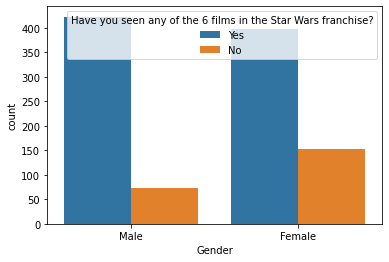 Have you seen any of the 6 films in the Star Wars franchise?
Yes
No
400
350
300
250
200
150
100
50
0
count
Male Female
Gender